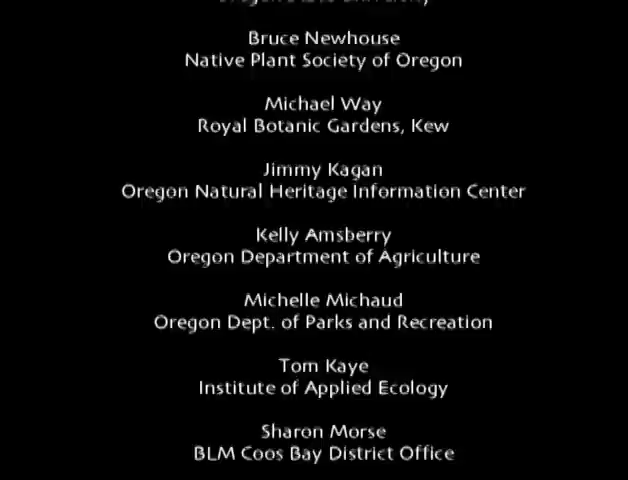 Bruce Newhouse
Native Plant Society of Oregon
Michael Way
Royal Botanic Gardens, Kew
Jimmy Kagan
Oregon Natural Heritage Information Center
Kelly Amsberry
Oregon Department of Agriculture
Michelle Michaud
Oregon Dept. of Parks and Recreation
Tom Kaye
Institute of Applied Ecology
Sharon Morse
BLM Coos Bay District Office